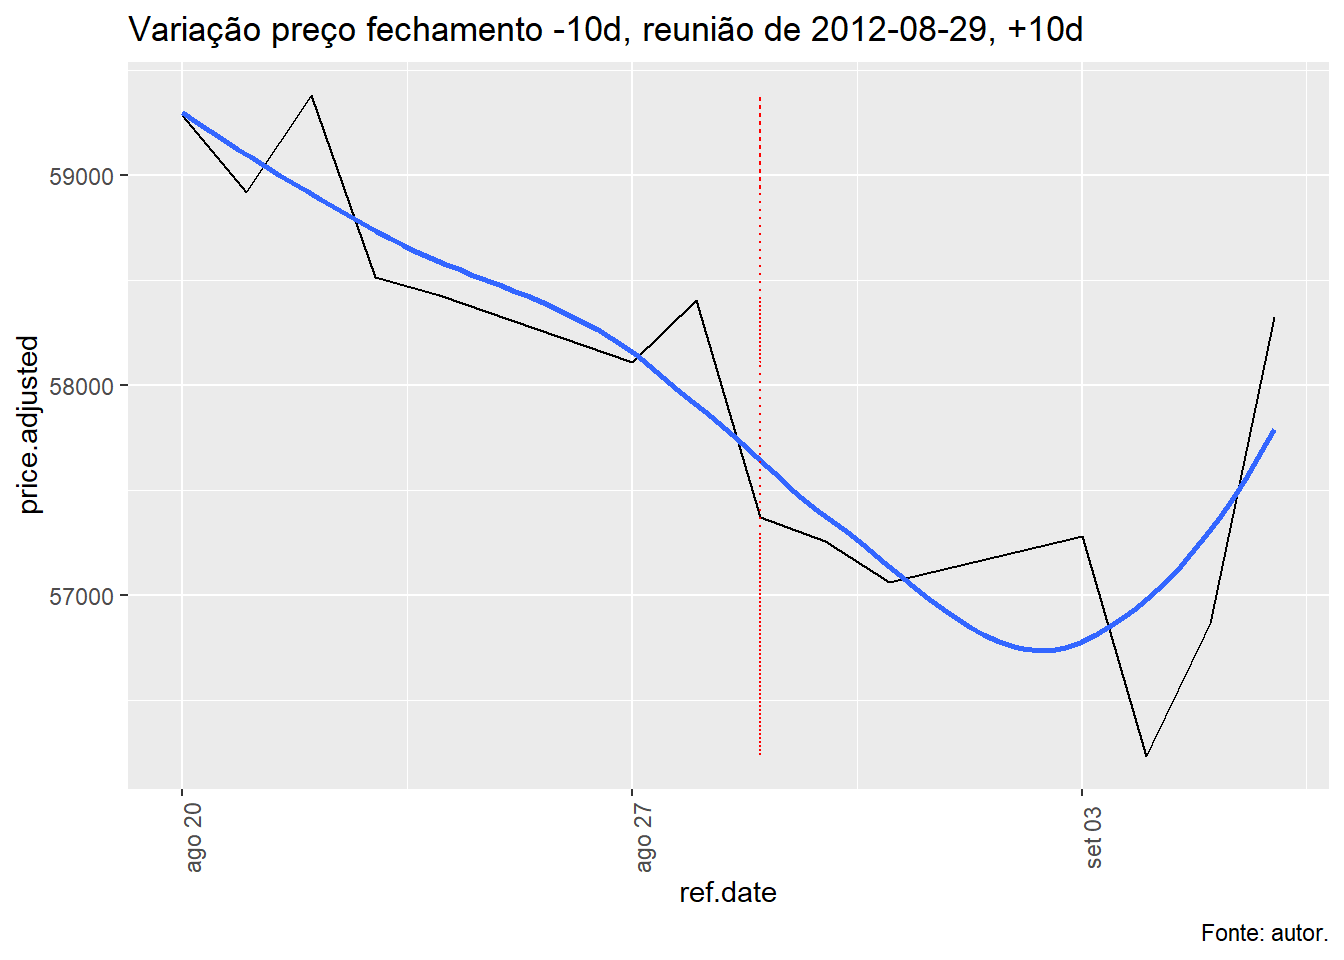 Variação preço fechamento -10d, reunião de 2012-08-29, +10d
59000
58000
57000
price.adjusted
ago 20
ago 27
set 03
ref.date
Fonte: autor.